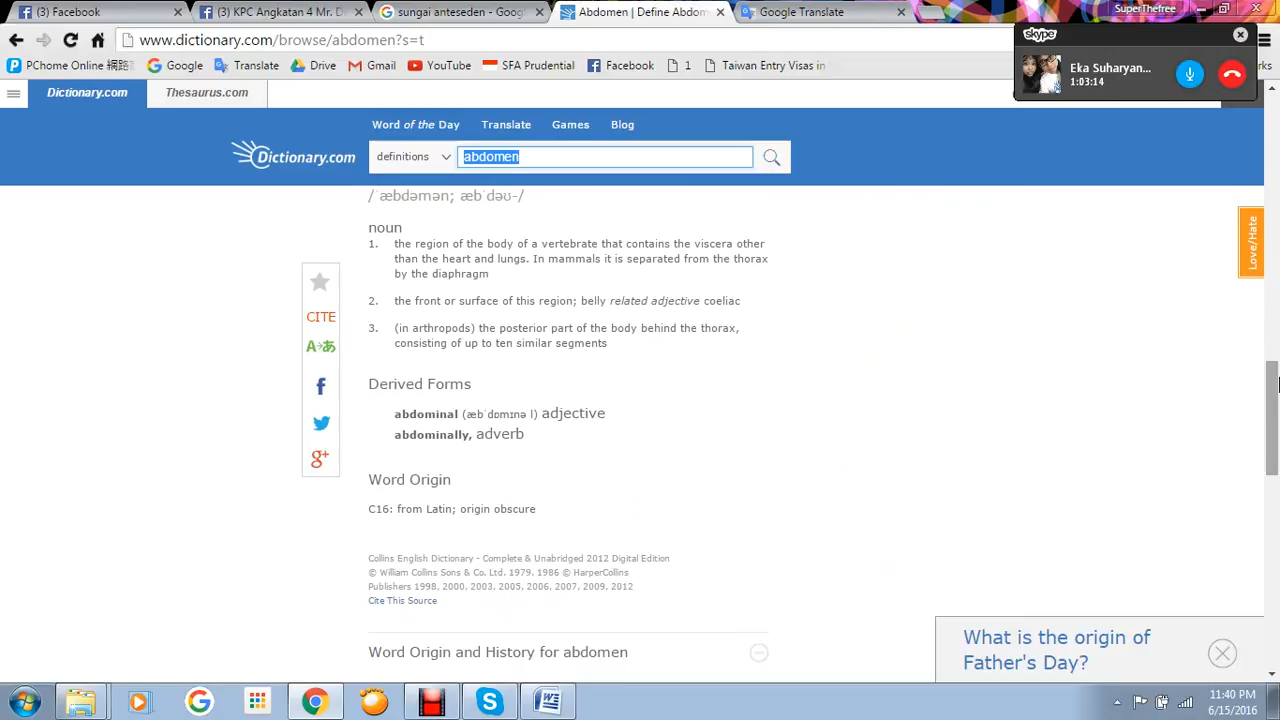 (3) Facebook
(3) KPC Angkatan 4 Mr. D
sungai anteseden - Goog
Abdomen | Define Abdom
Google Translate
SuperThefree
www.dictionary.com/browse/abdomen?s=t
skype
Eka Suharyan...
1:03:14
PChome Online 網路
Google
Translate
Drive
Gmail
YouTube
SFA Prudential
Facebook
1
Taiwan Entry Visas in
rks
Dictionary.com
Thesaurus.com
Word of the Day
Translate
Games
Blog
Dictionary.com
definitions
abdomen
/ˈæbdəmən; æbˈdəʊ-/
noun
1. the region of the body of a vertebrate that contains the viscera other
than the heart and lungs. In mammals it is separated from the thorax
by the diaphragm
2. the front or surface of this region; belly related adjective coeliac
3. (in arthropods) the posterior part of the body behind the thorax,
consisting of up to ten similar segments
Love/Hate
CITE
A→あ
Derived Forms
abdominal (æbˈdɒmɪnə l) adjective
abdominally, adverb
Word Origin
C16: from Latin; origin obscure
Collins English Dictionary - Complete & Unabridged 2012 Digital Edition
© William Collins Sons & Co. Ltd. 1979, 1986 © HarperCollins
Publishers 1998, 2000, 2003, 2005, 2006, 2007, 2009, 2012
Cite This Source
Word Origin and History for abdomen
What is the origin of
Father's Day?
11:40 PM
6/15/2016